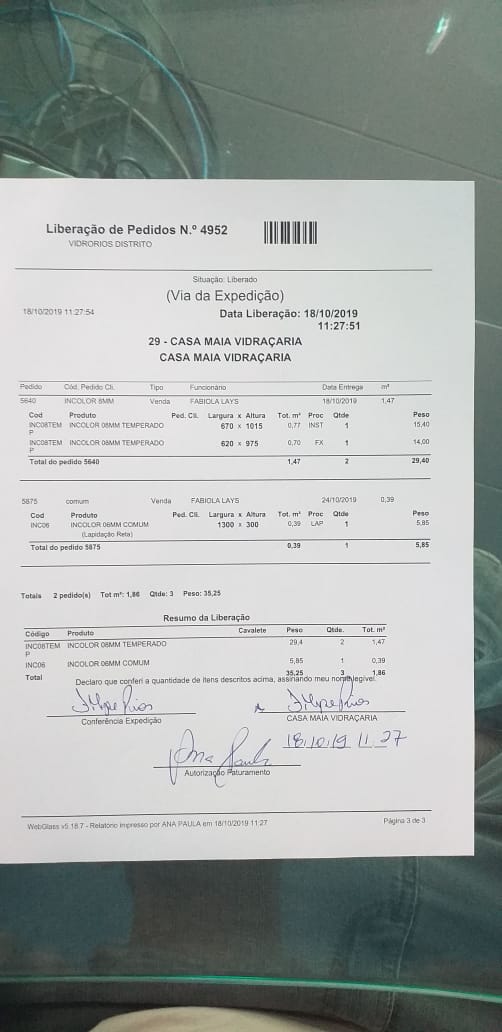 Liberação de Pedidos N.º 4952
VIDRORIOS DISTRITO
Situação: Liberado
(Via da Expedição)
18/10/2019 11:27:54
Data Liberação: 18/10/2019
11:27:51
29 - CASA MAIA VIDRAÇARIA
CASA MAIA VIDRAÇARIA
Pedido Cód. Pedido Cli. Tipo Funcionário Data Entrega m²
5640 INCOLOR 8MM Venda FABIOLA LAYS 18/10/2019 1,47
Cod Produto Ped. Cli. Largura x Altura Tot. m² Proc Qtde Peso
INC08TEM INCOLOR 08MM TEMPERADO 670 x 1015 0,77 INST 1 15,40
P
INC08TEM INCOLOR 08MM TEMPERADO 620 x 975 0,70 FX 1 14,00
P
Total do pedido 5640 1,47 2 29,40
5875 comum Venda FABIOLA LAYS 24/10/2019 0,39
Cod Produto Ped. Cli. Largura x Altura Tot. m² Proc Qtde Peso
INC06 INCOLOR 06MM COMUM 1300 x 300 0,39 LAP 1 5,85
(Lapidação Reta)
Total do pedido 5875 0,39 1 5,85
Totais 2 pedido(s) Tot m²: 1,86 Qtde: 3 Peso: 35,25
Resumo da Liberação
Código Produto Cavalete Peso Qtde. Tot. m²
INC08TEM INCOLOR 08MM TEMPERADO 29,4 2 1,47
P
INC06 INCOLOR 06MM COMUM 5,85 1 0,39
Total 35,25 3 1,86
Declaro que conferi a quantidade de itens descritos acima, assinando meu nome legível.
Conferência Expedição
CASA MAIA VIDRAÇARIA
18/10/19 11:27
Ana Paula
Autorização Faturamento
WebGlass v5.18.7 - Relatório impresso por ANA PAULA em 18/10/2019 11:27
Página 3 de 3